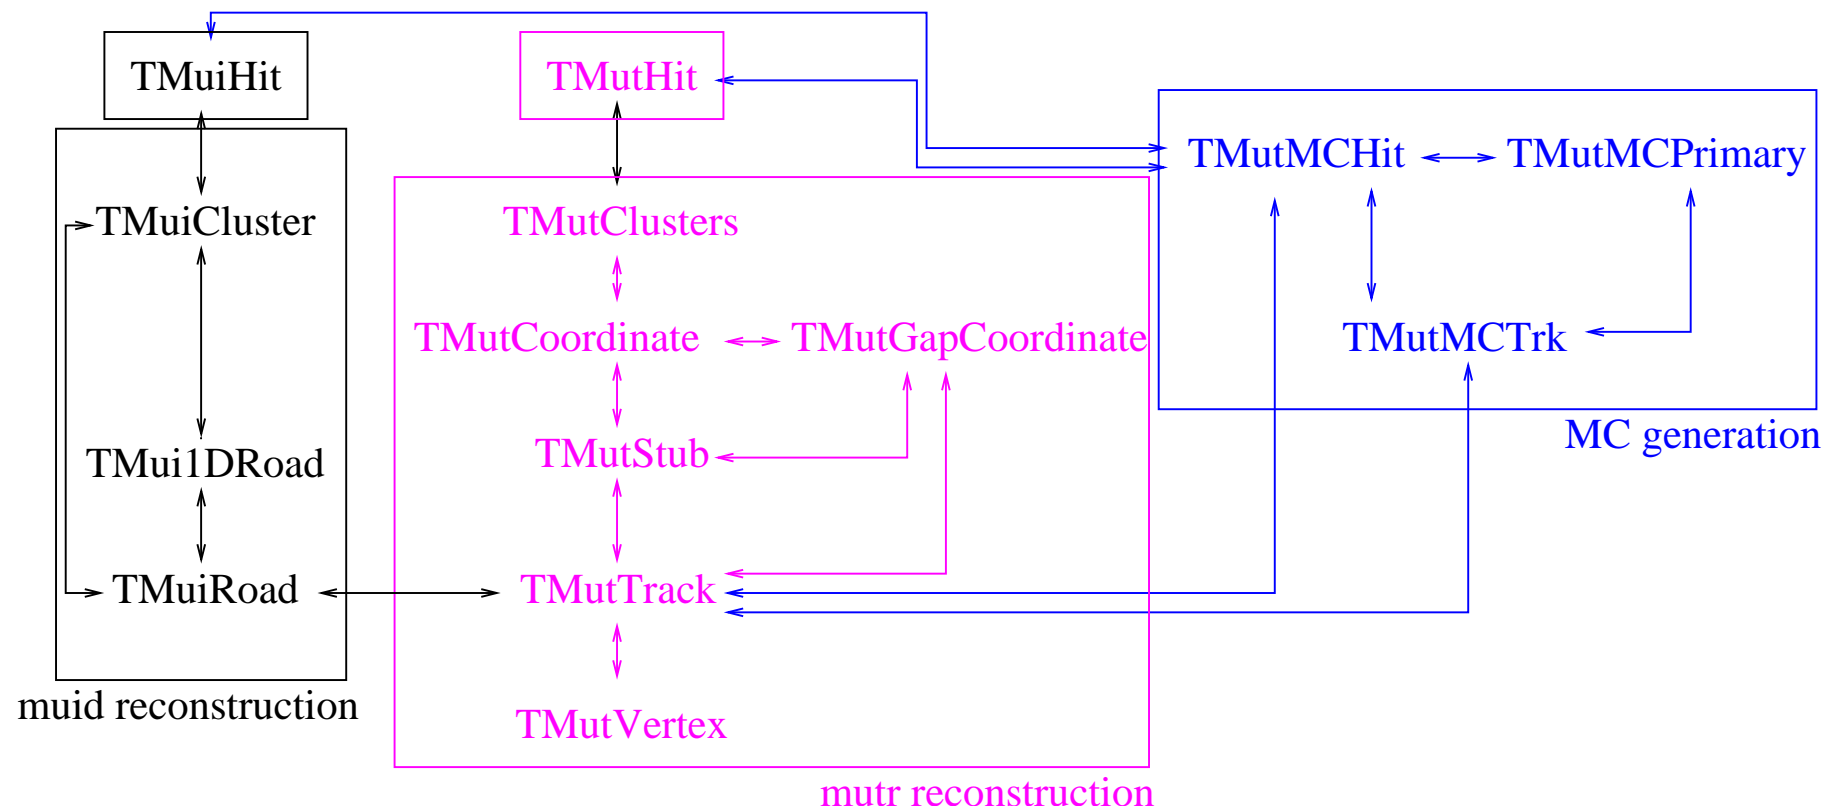 TMuiHit
TMutHit
TMutMCHit
TMutMCPrimary
TMuiCluster
TMutClusters
TMutCoordinate
TMutGapCoordinate
TMutMCTrk
MC generation
TMui1DRoad
TMutStub
TMuiRoad
TMutTrack
muid reconstruction
TMutVertex
mutr reconstruction